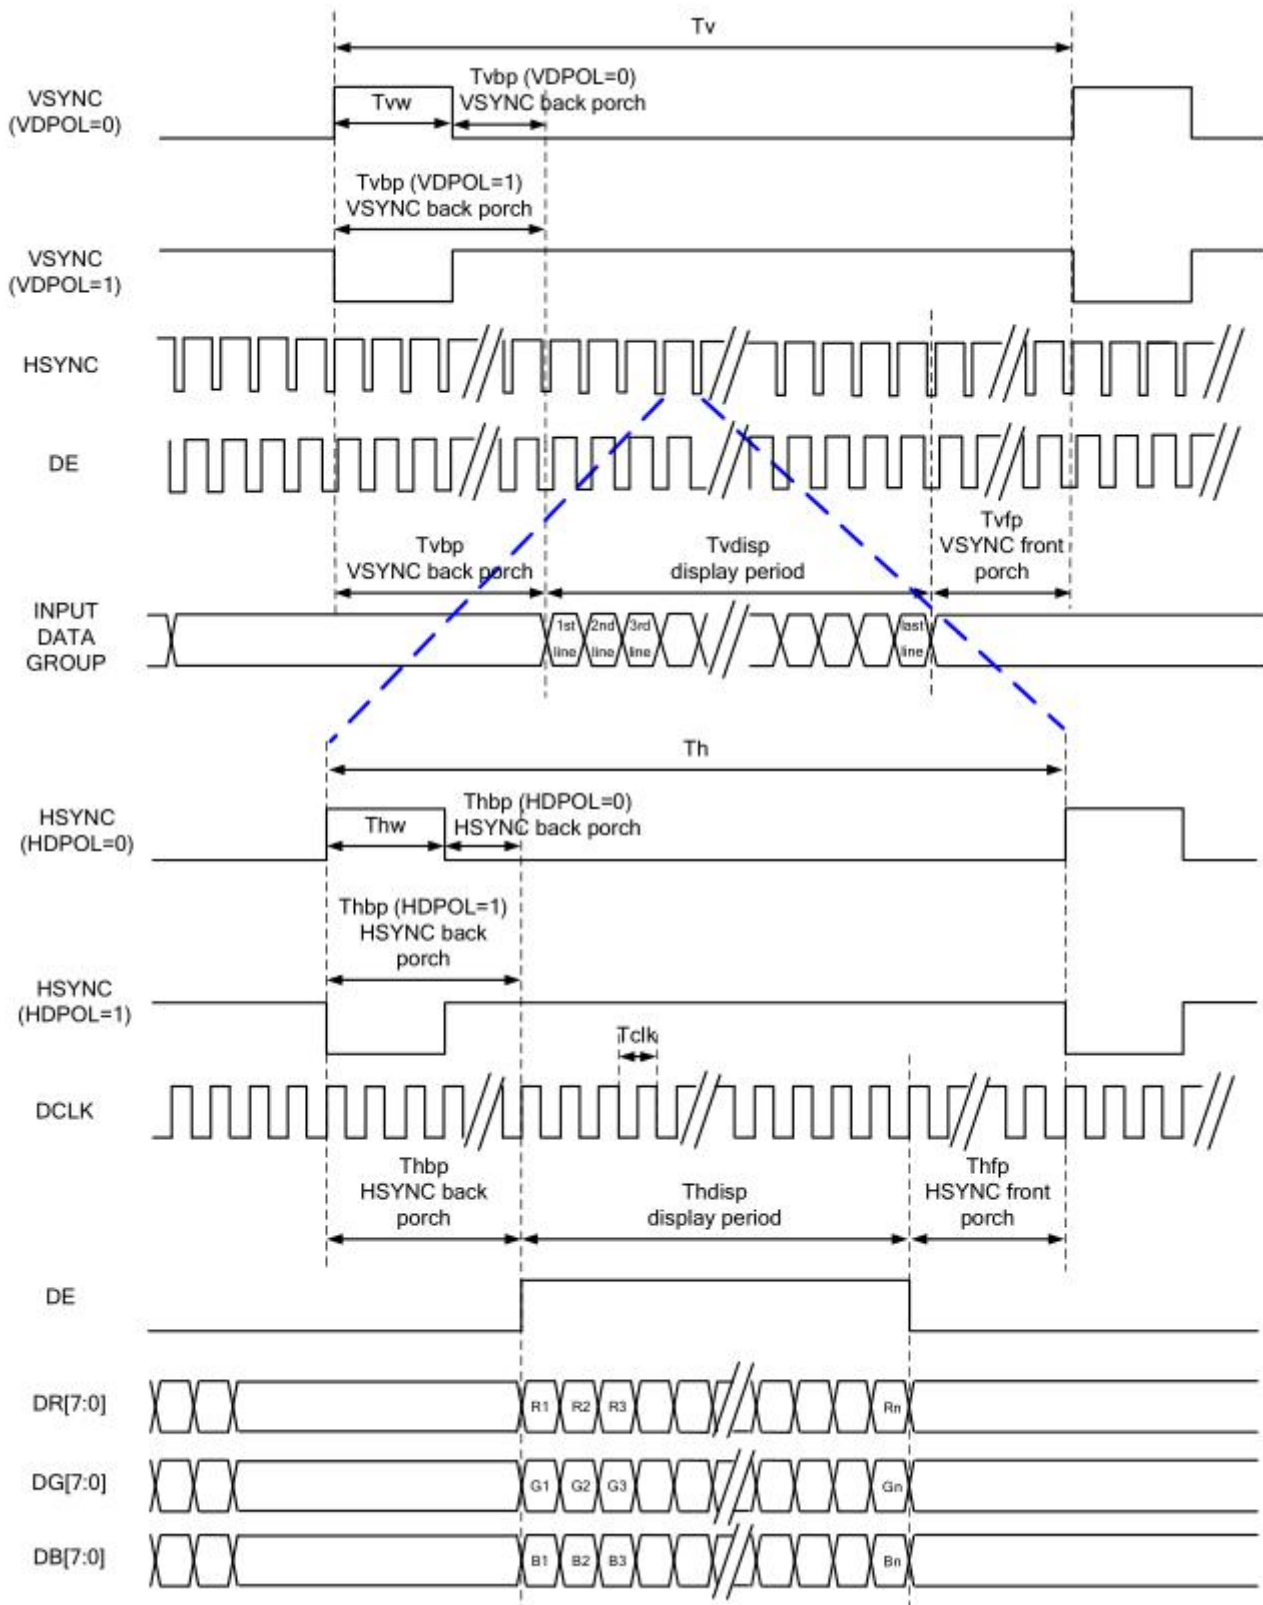 Tv
Tvbp (VDPOL=0)
VSYNC back porch
VSYNC
(VDPOL=0)
Tvw
Tvbp (VDPOL=1)
VSYNC back porch
VSYNC
(VDPOL=1)
HSYNC
DE
Tvbp
VSYNC back porch
Tvdisp
display period
Tvfp
VSYNC front
porch
INPUT
DATA
GROUP
1st
line
2nd
line
3rd
line
last
line
Th
HSYNC
(HDPOL=0)
Thw
Thbp (HDPOL=0)
HSYNC back porch
Thbp (HDPOL=1)
HSYNC back
porch
HSYNC
(HDPOL=1)
Tclk
DCLK
Thbp
HSYNC back
porch
Thdisp
display period
Thfp
HSYNC front
porch
DE
DR[7:0]
R1 R2 R3 Rn
DG[7:0]
G1 G2 G3 Gn
DB[7:0]
B1 B2 B3 Bn